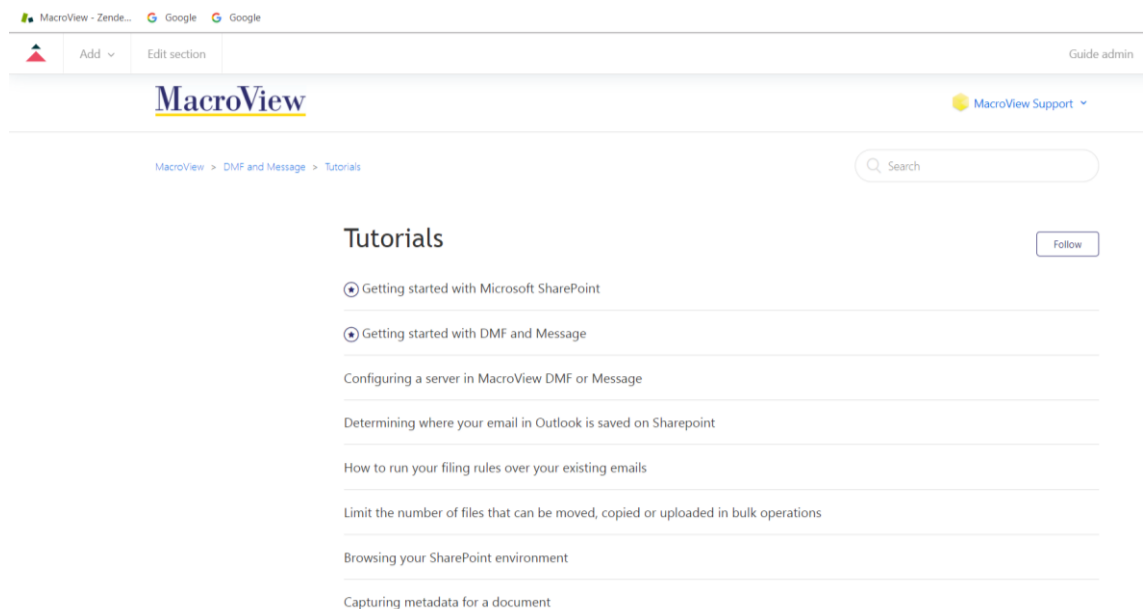 MacroView - Zende... Google Google
Add Edit section Guide admin
MacroView MacroView Support
MacroView > DMF and Message > Tutorials Search
Tutorials Follow
Getting started with Microsoft SharePoint
Getting started with DMF and Message
Configuring a server in MacroView DMF or Message
Determining where your email in Outlook is saved on Sharepoint
How to run your filing rules over your existing emails
Limit the number of files that can be moved, copied or uploaded in bulk operations
Browsing your SharePoint environment
Capturing metadata for a document